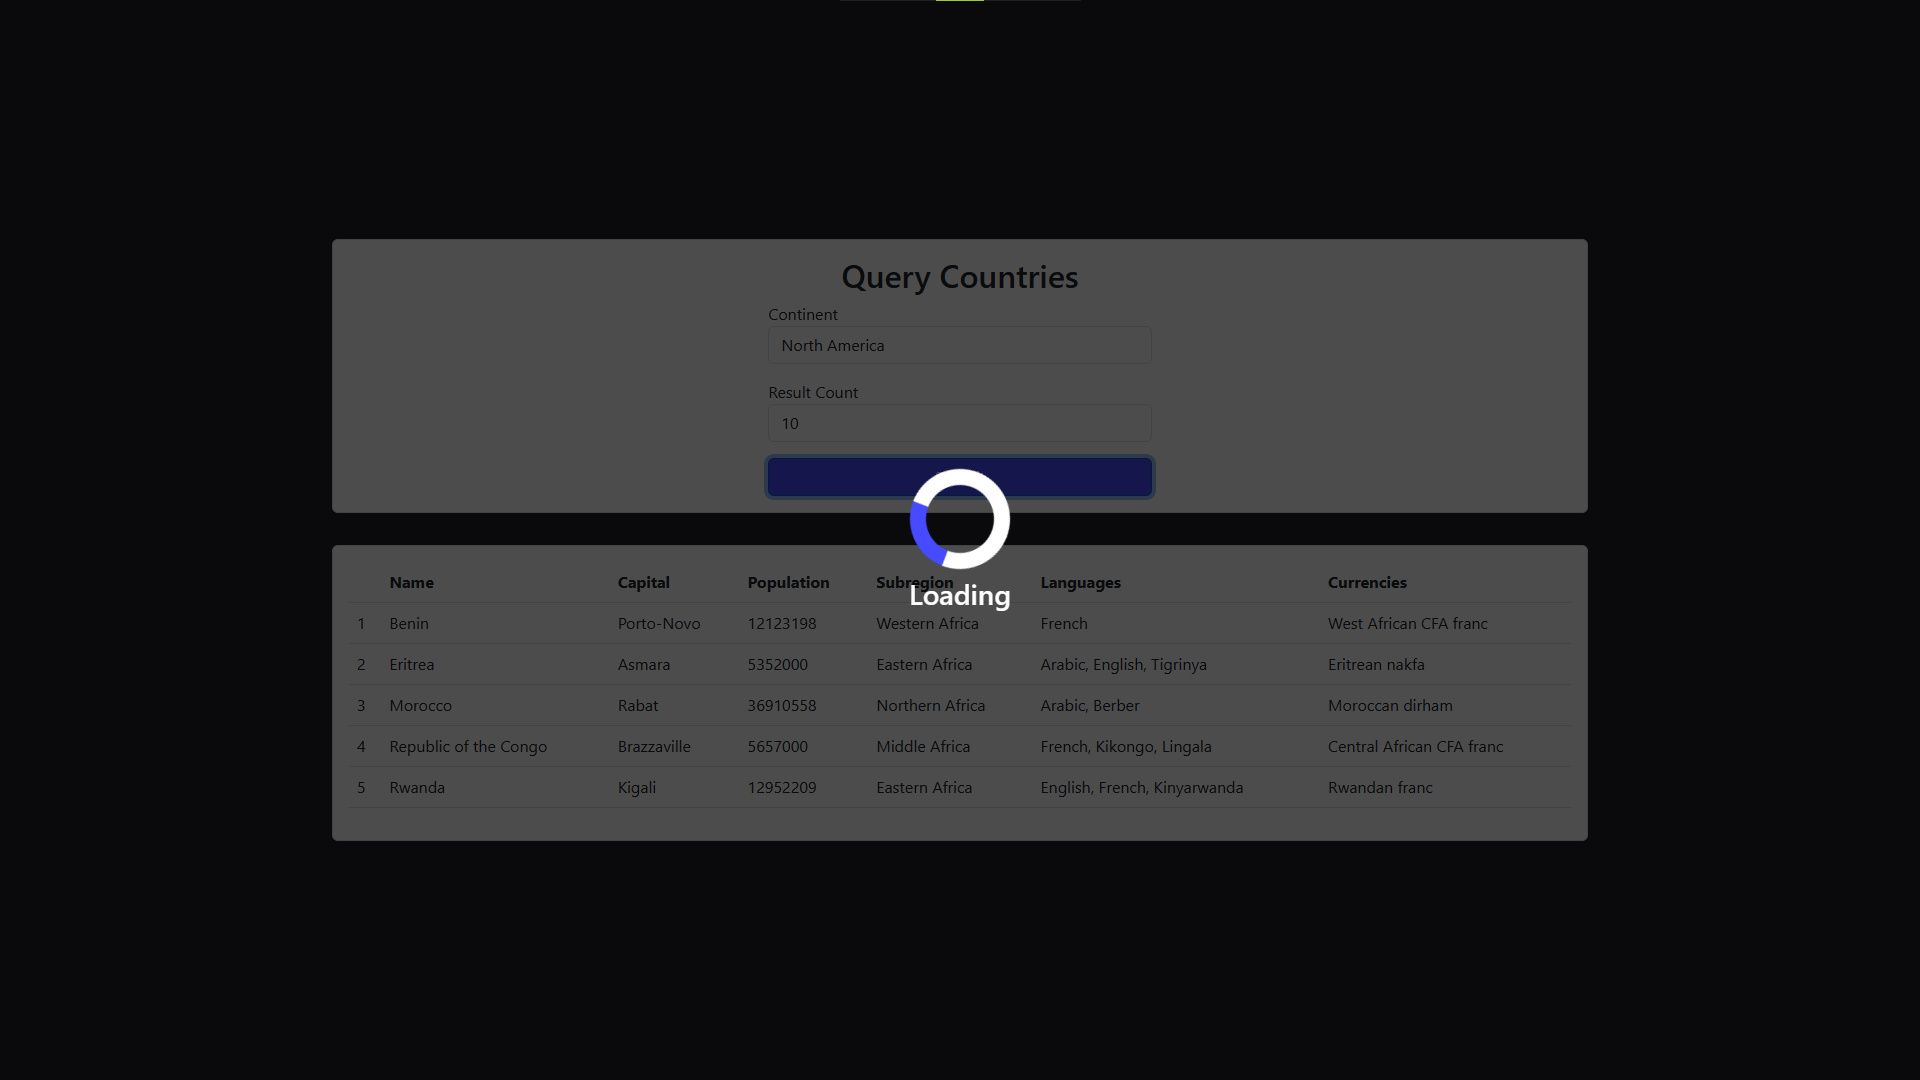 Query Countries
Continent
North America
Result Count
10
Loading
Name Capital Population Subregion Languages Currencies
1 Benin Porto-Novo 12123198 Western Africa French West African CFA franc
2 Eritrea Asmara 5352000 Eastern Africa Arabic, English, Tigrinya Eritrean nakfa
3 Morocco Rabat 36910558 Northern Africa Arabic, Berber Moroccan dirham
4 Republic of the Congo Brazzaville 5657000 Middle Africa French, Kikongo, Lingala Central African CFA franc
5 Rwanda Kigali 12952209 Eastern Africa English, French, Kinyarwanda Rwandan franc